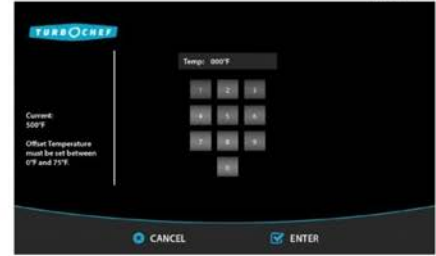 TURBOCHEF
Temp: 000°F
1 2 3
4 5 6
7 8 9
0
Current:
500°F
Offset Temperature
must be set between
0°F and 75°F.
CANCEL
ENTER